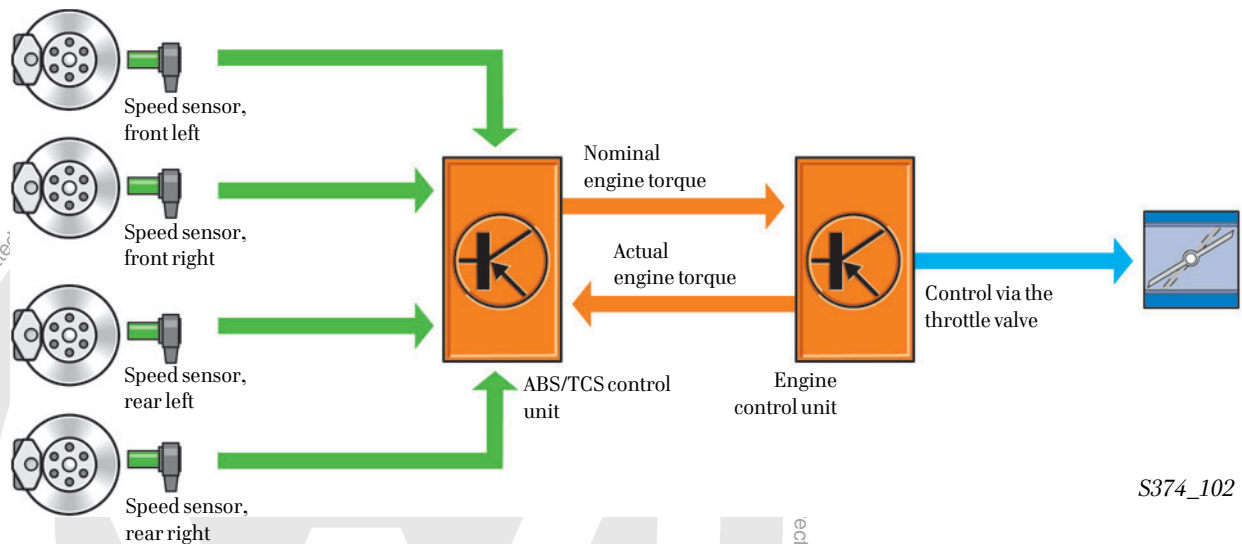 Speed sensor,
front left
Speed sensor,
front right
Speed sensor,
rear left
Speed sensor,
rear right
Nominal
engine torque
Actual
engine torque
ABS/TCS control
unit
Engine
control unit
Control via the
throttle valve
S374_102